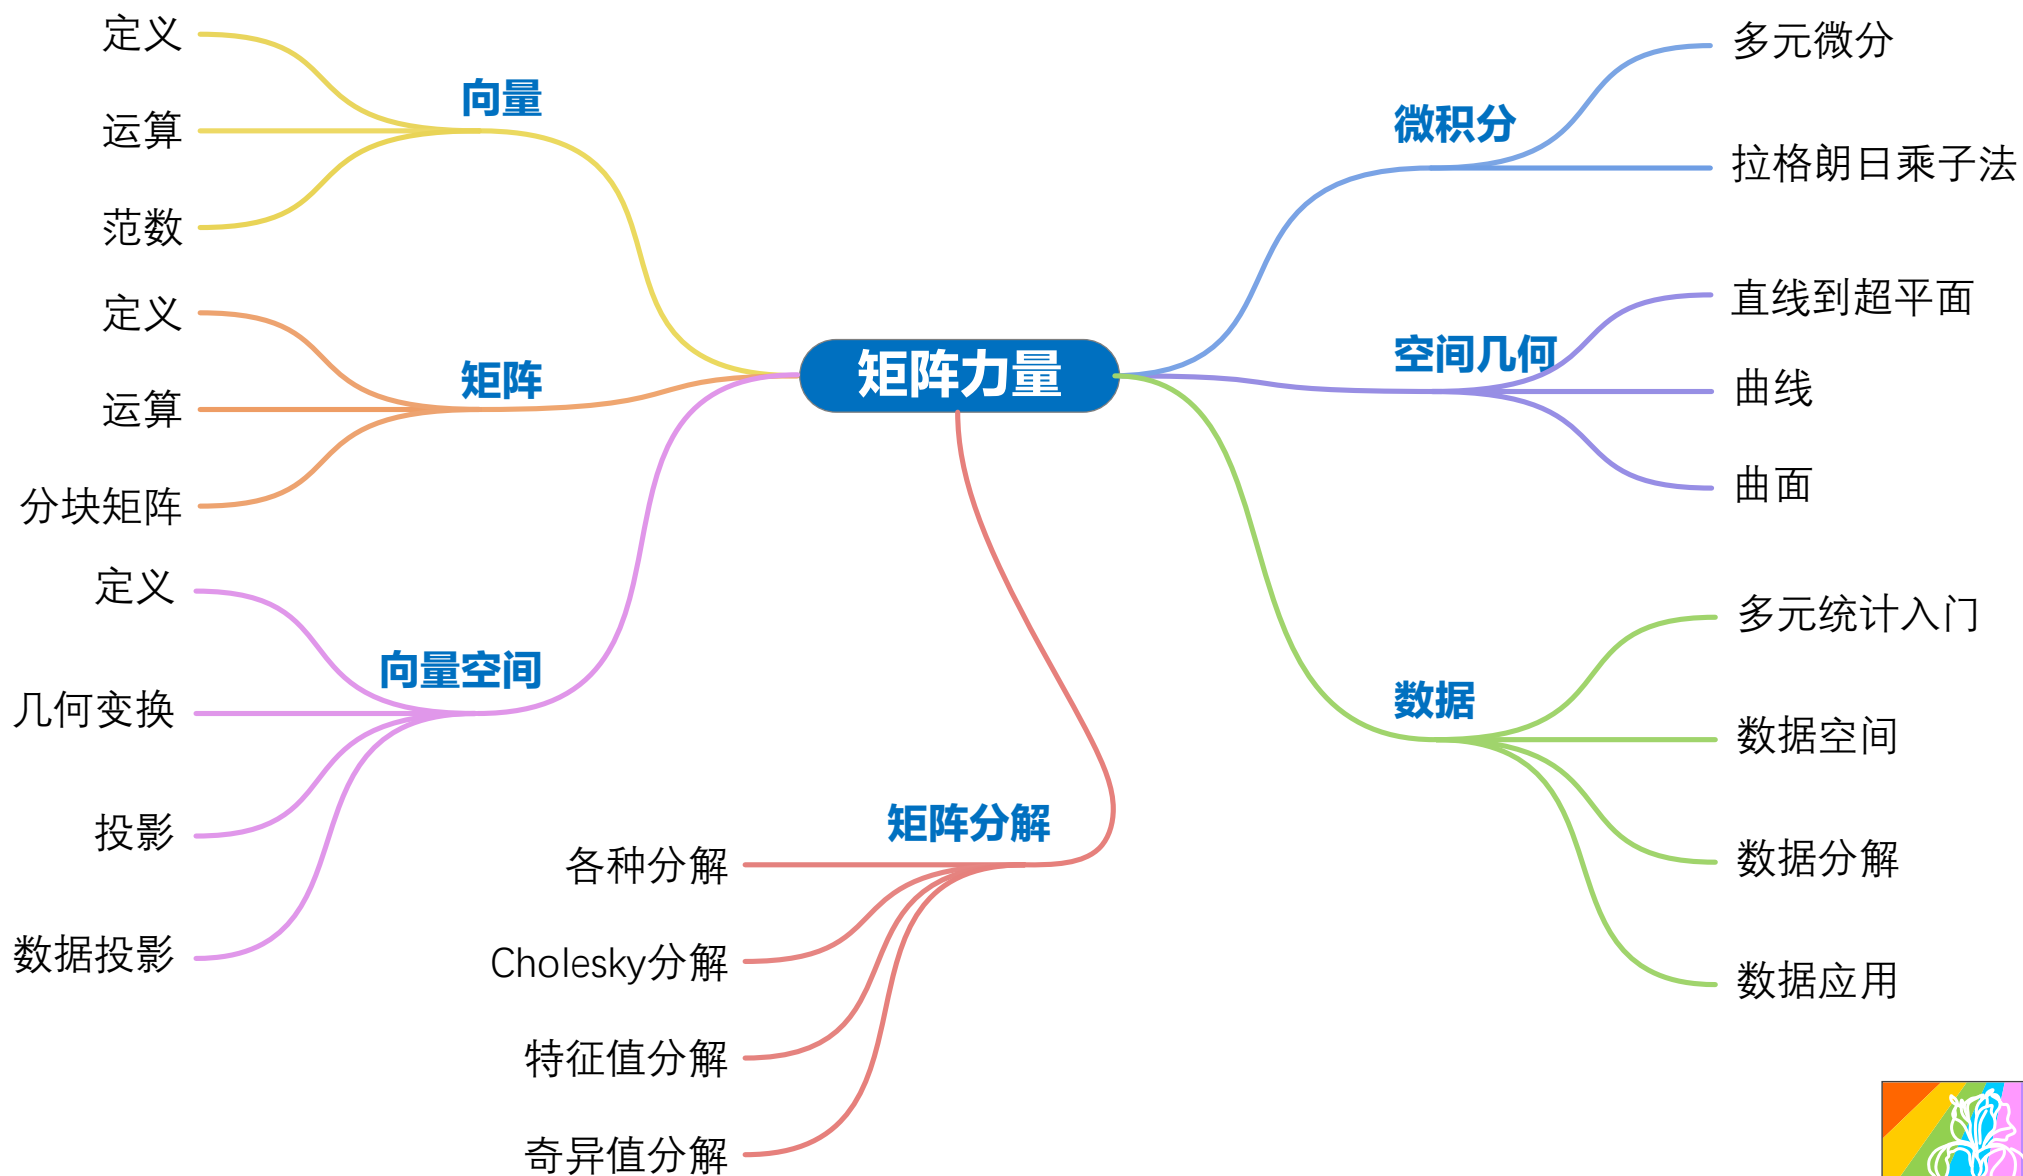 矩阵力量
向量
定义
运算
范数
矩阵
定义
运算
分块矩阵
向量空间
定义
几何变换
投影
数据投影
矩阵分解
各种分解
Cholesky分解
特征值分解
奇异值分解
微积分
多元微分
拉格朗日乘子法
空间几何
直线到超平面
曲线
曲面
数据
多元统计入门
数据空间
数据分解
数据应用